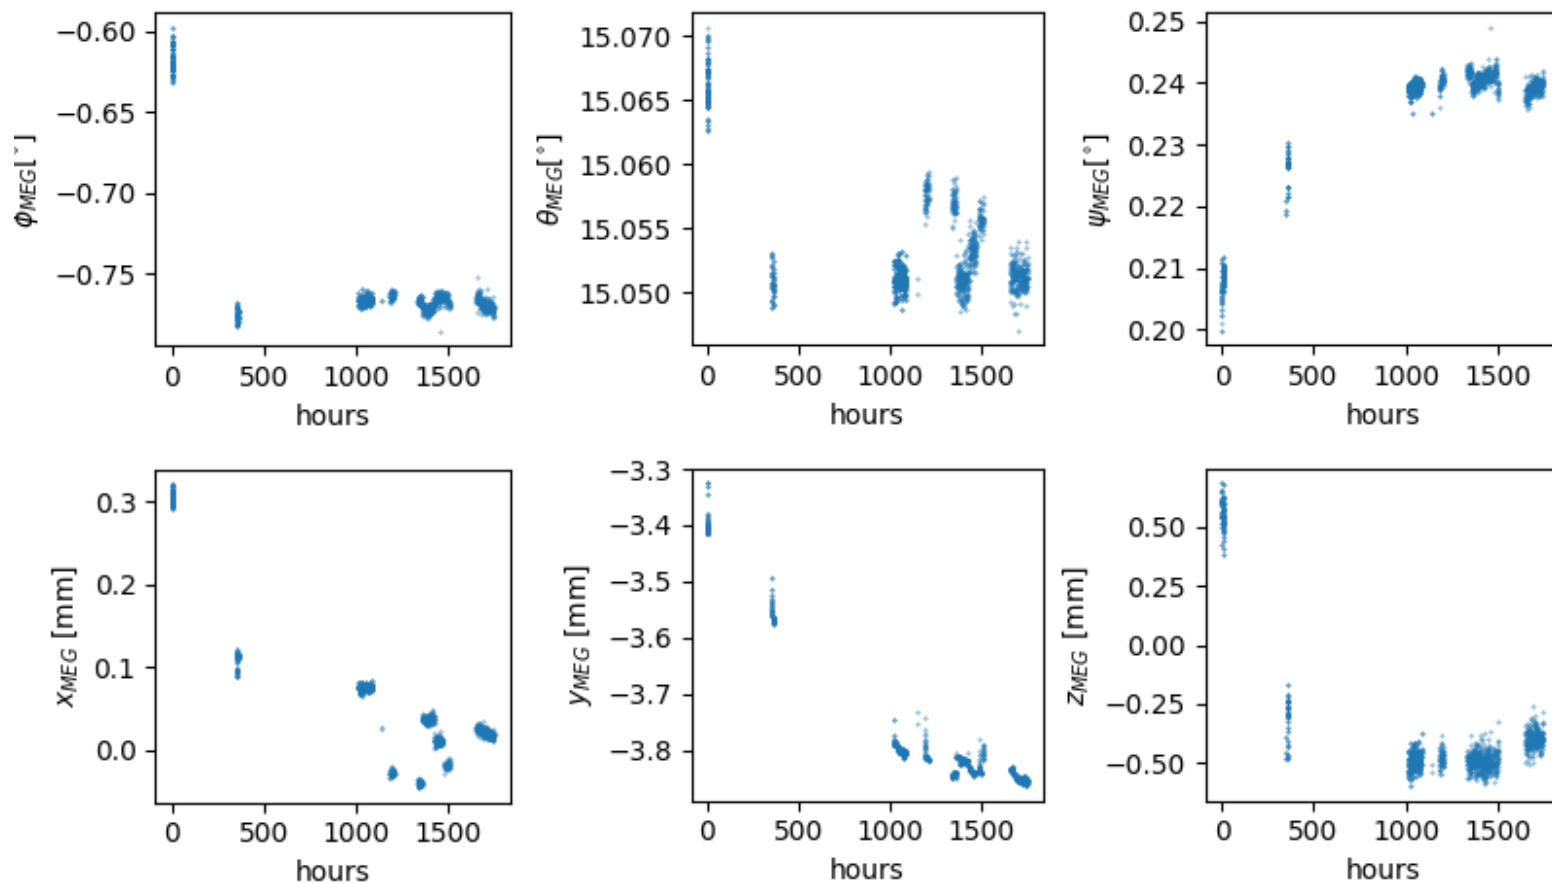 −0.60
−0.65
−0.70
−0.75
ϕMEG[°]
0 500 1000 1500
hours
15.070
15.065
15.060
15.055
15.050
θMEG[°]
0 500 1000 1500
hours
0.25
0.24
0.23
0.22
0.21
0.20
ψMEG[°]
0 500 1000 1500
hours
0.3
0.2
0.1
0.0
xMEG [mm]
0 500 1000 1500
hours
−3.3
−3.4
−3.5
−3.6
−3.7
−3.8
yMEG [mm]
0 500 1000 1500
hours
0.50
0.25
0.00
−0.25
−0.50
zMEG [mm]
0 500 1000 1500
hours